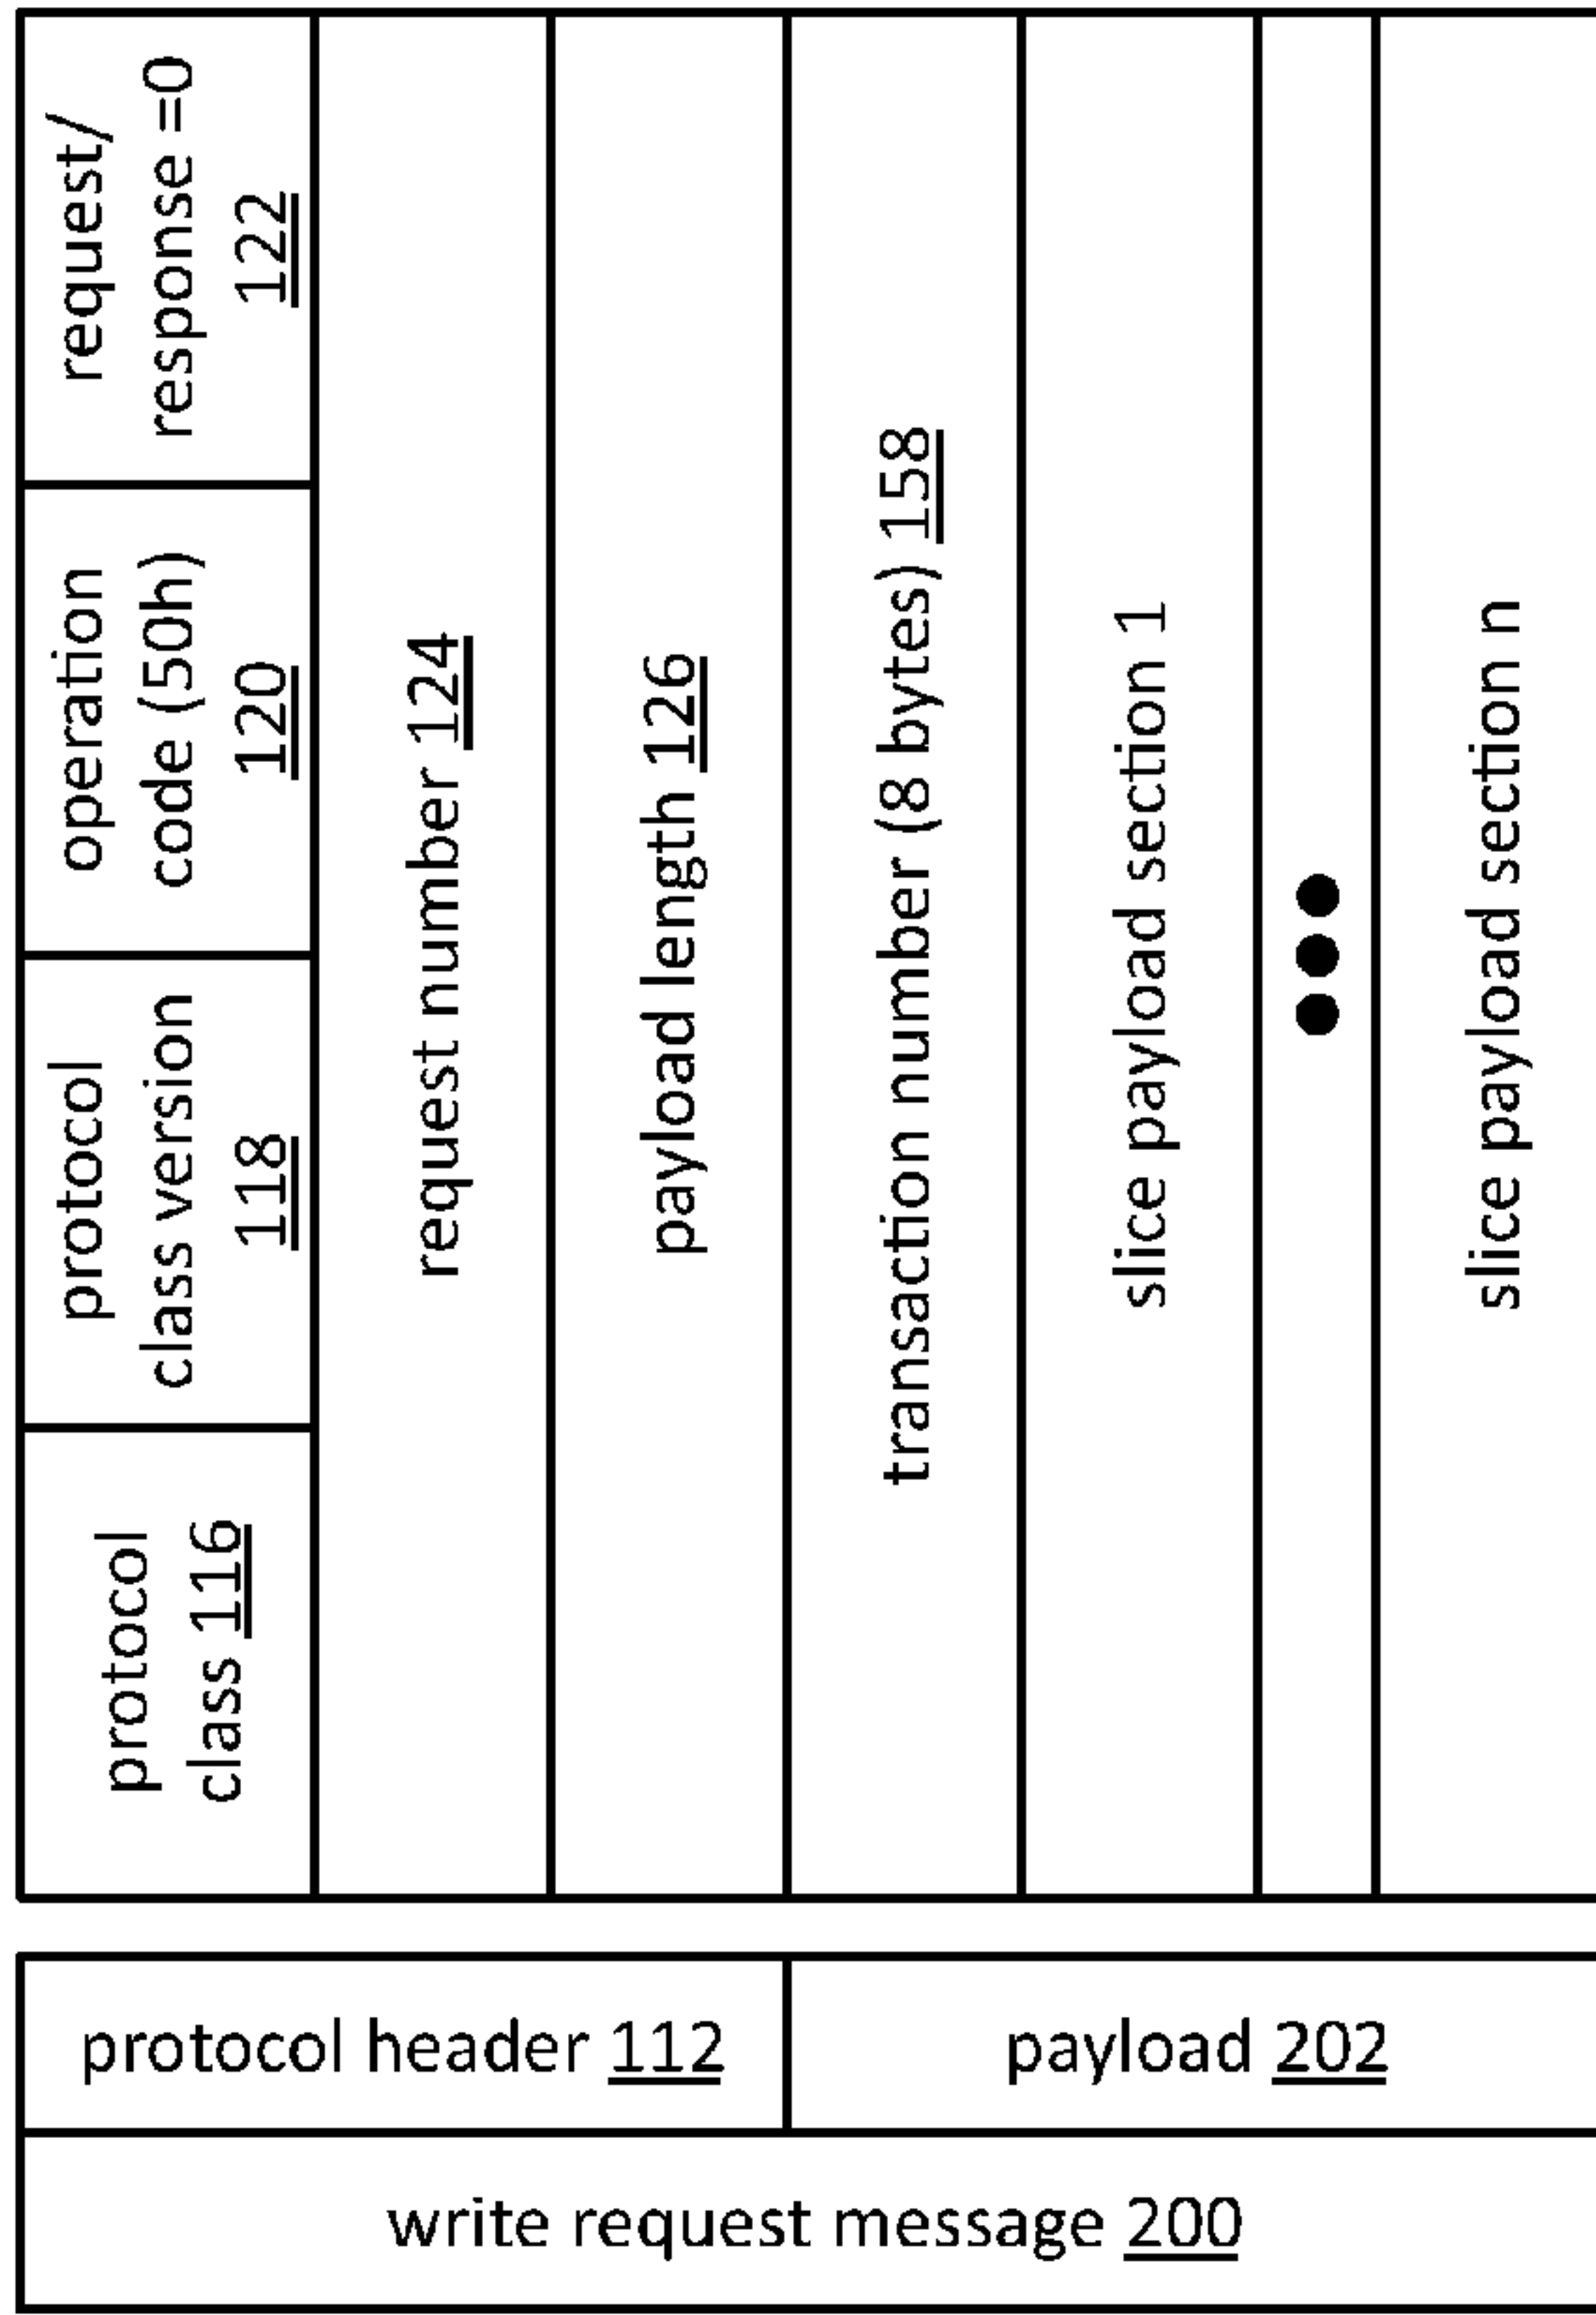 protocol
class 116
protocol
class version
118
operation
code (50h)
120
request/
response =0
122
request number 124
payload length 126
transaction number (8 bytes) 158
slice payload section 1
slice payload section n
protocol header 112
payload 202
write request message 200